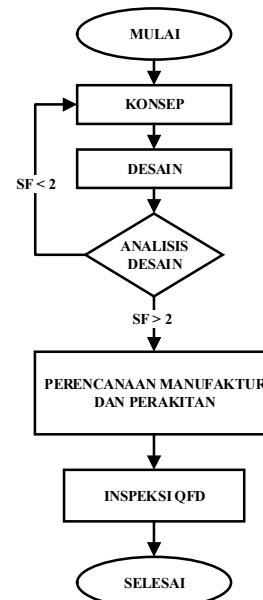 MULAI
KONSEP
DESAIN
SF < 2
ANALISIS
DESAIN
SF > 2
PERENCANAAN MANUFAKTUR
DAN PERAKITAN
INSPEKSI QFD
SELESAI